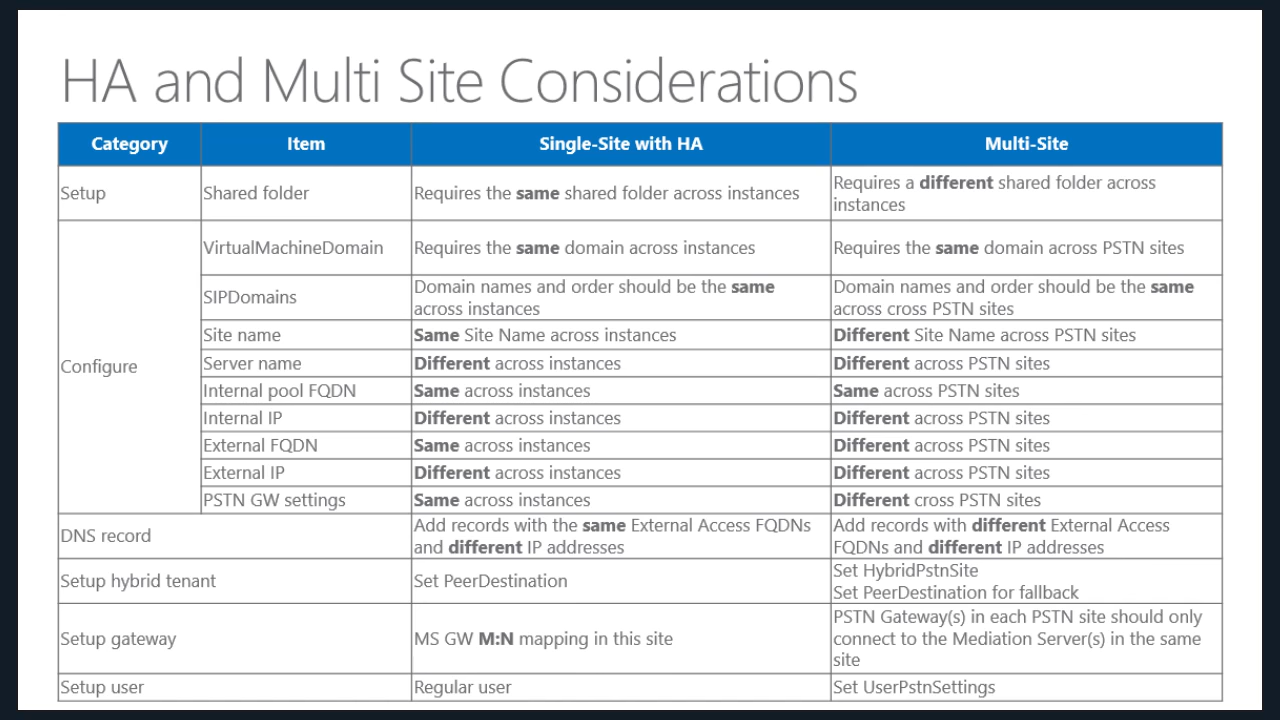 HA and Multi Site Considerations
Category Item Single-Site with HA Multi-Site
Setup Shared folder Requires the same shared folder across instances Requires a different shared folder across
instances
Configure
VirtualMachineDomain Requires the same domain across instances Requires the same domain across PSTN sites
SIPDomains
Domain names and order should be the same
across instances
Domain names and order should be the same
across cross PSTN sites
Site name Same Site Name across instances Different Site Name across PSTN sites
Server name Different across instances Different across PSTN sites
Internal pool FQDN Same across instances Same across PSTN sites
Internal IP Different across instances Different across PSTN sites
External FQDN Same across instances Different across PSTN sites
External IP Different across instances Different across PSTN sites
PSTN GW settings Same across instances Different cross PSTN sites
DNS record
Add records with the same External Access FQDNs
and different IP addresses
Add records with different External Access
FQDNs and different IP addresses
Setup hybrid tenant Set PeerDestination
Set HybridPstnSite
Set PeerDestination for fallback
Setup gateway MS GW M:N mapping in this site
PSTN Gateway(s) in each PSTN site should only
connect to the Mediation Server(s) in the same
site
Setup user Regular user Set UserPstnSettings